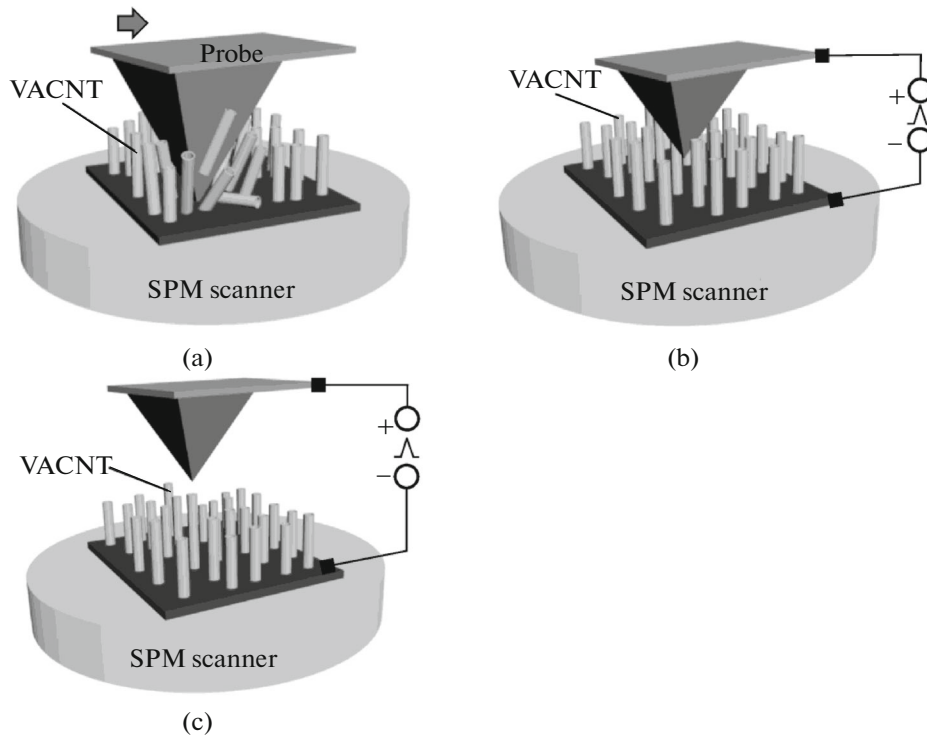 Probe
VACNT
SPM scanner
(a)
VACNT
+
−
SPM scanner
(b)
VACNT
+
−
SPM scanner
(c)